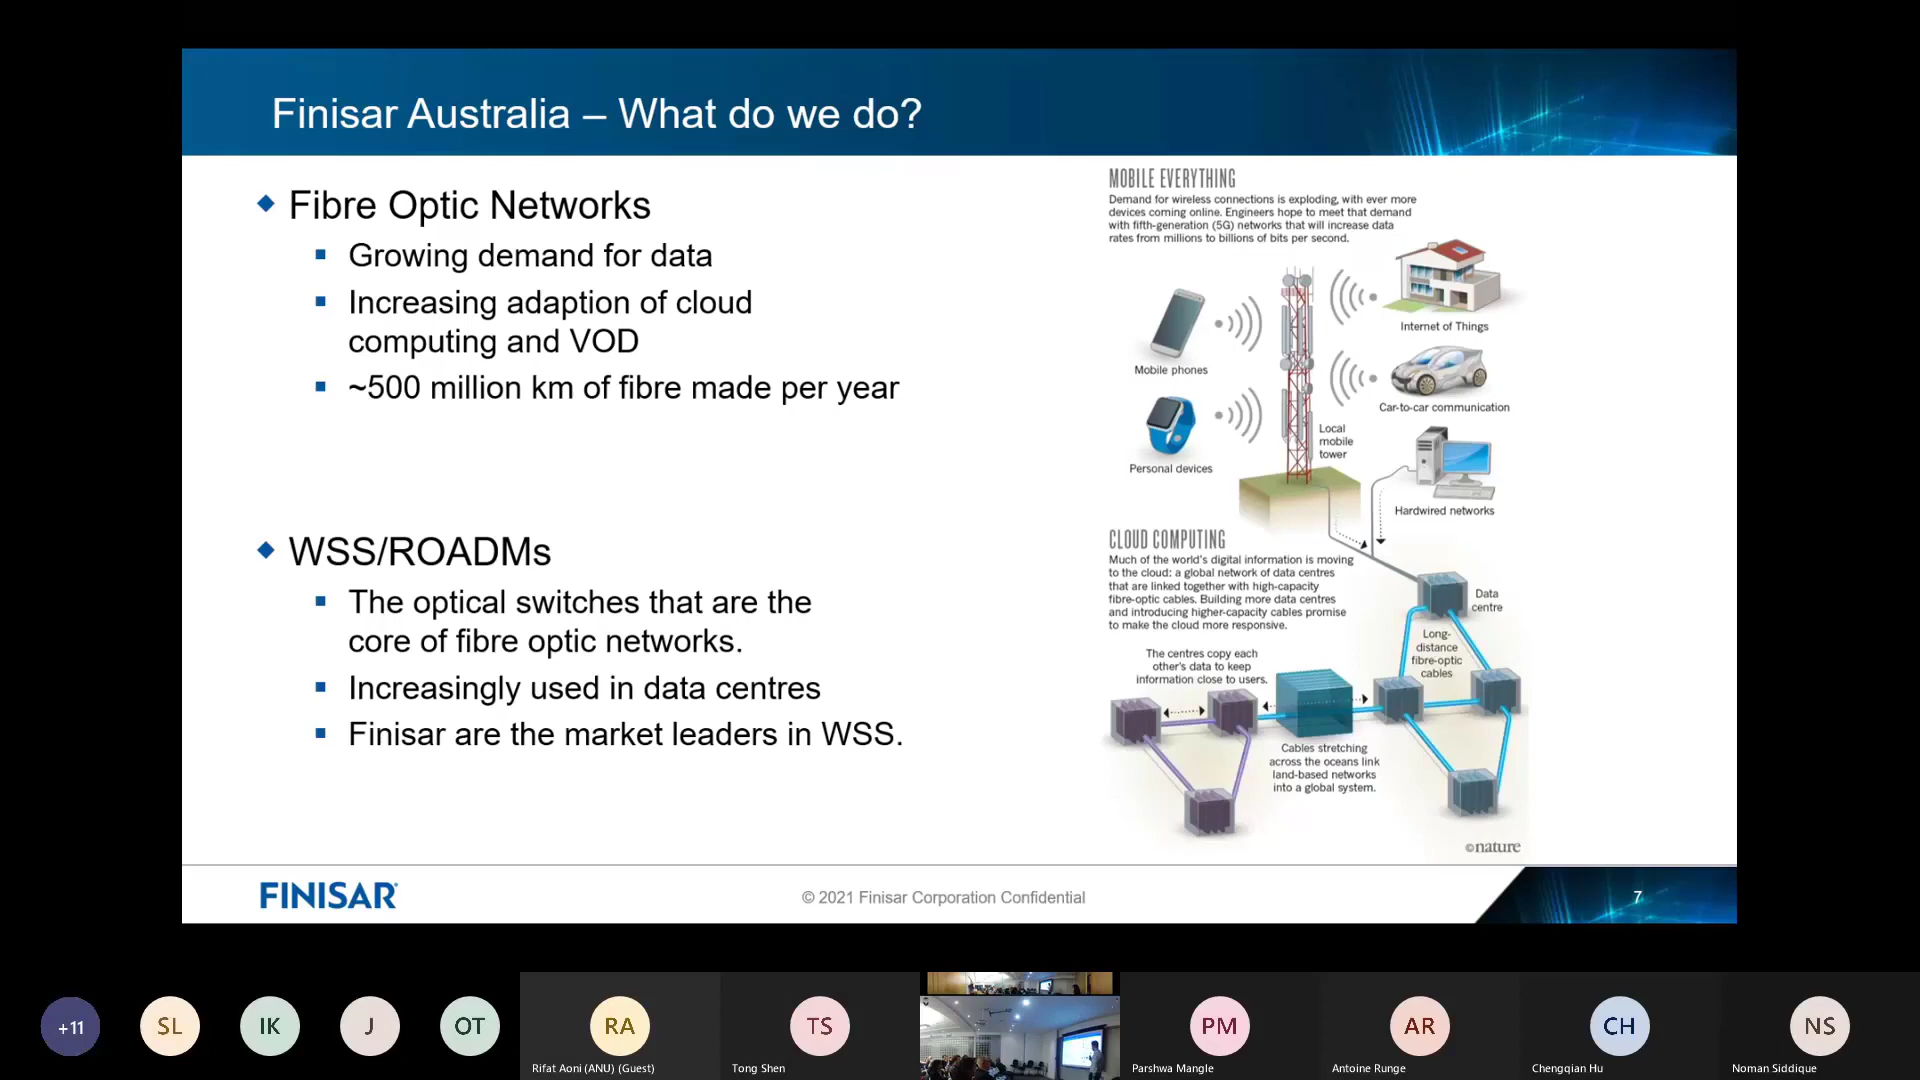 Finisar Australia – What do we do?
Fibre Optic Networks
Growing demand for data
Increasing adaption of cloud
computing and VOD
~500 million km of fibre made per year
WSS/ROADMs
The optical switches that are the
core of fibre optic networks.
Increasingly used in data centres
Finisar are the market leaders in WSS.
MOBILE EVERYTHING
Demand for wireless connections is exploding, with ever more
devices coming online. Engineers hope to meet that demand
with fifth-generation (5G) networks that will increase data
rates from millions to billions of bits per second.
Internet of Things
Mobile phones
Car-to-car communication
Local
mobile
tower
Personal devices
Hardwired networks
CLOUD COMPUTING
Much of the world's digital information is moving
to the cloud: a global network of data centres
that are linked together with high-capacity
fibre-optic cables. Building more data centres
and introducing higher-capacity cables promise
to make the cloud more responsive.
Data
centre
Long-
distance
fibre-optic
cables
The centres copy each
other's data to keep
information close to users.
Cables stretching
across the oceans link
land-based networks
into a global system.
©nature
FINISAR
© 2021 Finisar Corporation Confidential
7
+11
SL
IK
J
OT
RA
TS
PM
AR
CH
NS
Rifat Aoni (ANU) (Guest)
Tong Shen
Parshwa Mangle
Antoine Runge
Chengqian Hu
Noman Siddique